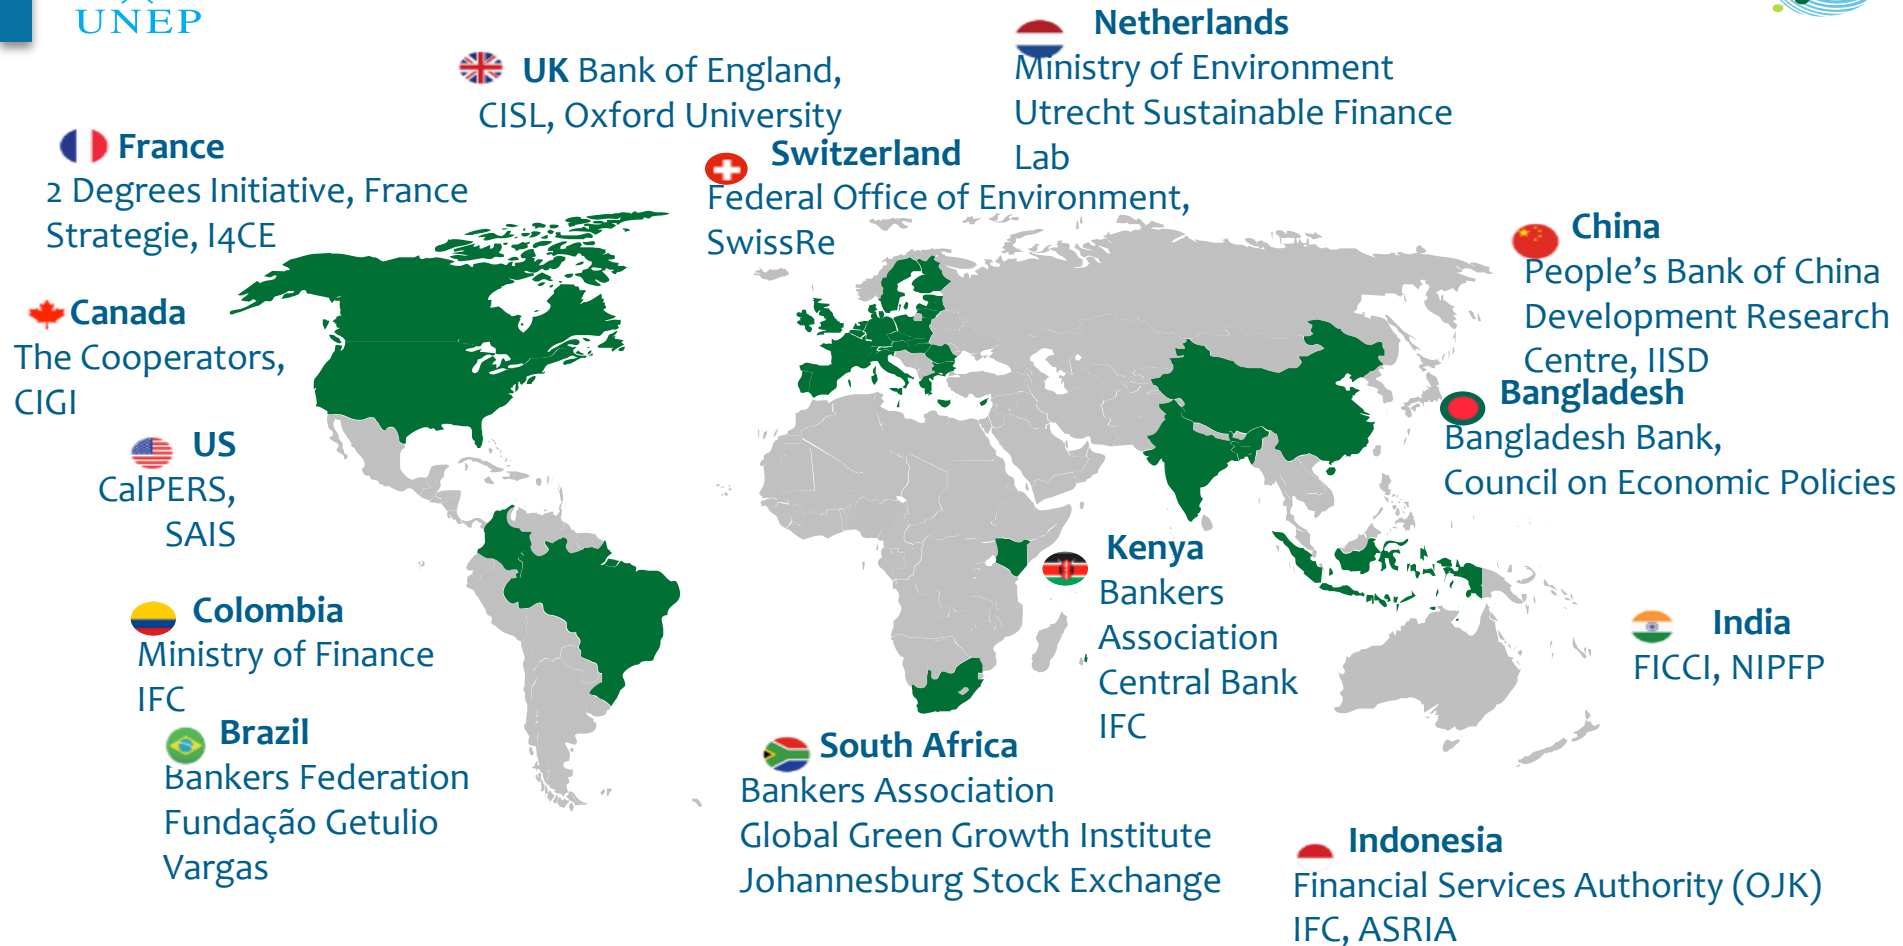 UNEP
Netherlands
Ministry of Environment
Utrecht Sustainable Finance
Lab
UK Bank of England,
CISL, Oxford University
France
2 Degrees Initiative, France
Strategie, I4CE
Switzerland
Federal Office of Environment,
SwissRe
China
People’s Bank of China
Development Research
Centre, IISD
Canada
The Cooperators,
CIGI
Bangladesh
Bangladesh Bank,
Council on Economic Policies
US
CalPERS,
SAIS
Kenya
Bankers
Association
Central Bank
IFC
Colombia
Ministry of Finance
IFC
India
FICCI, NIPFP
Brazil
Bankers Federation
Fundação Getulio
Vargas
South Africa
Bankers Association
Global Green Growth Institute
Johannesburg Stock Exchange
Indonesia
Financial Services Authority (OJK)
IFC, ASRIA